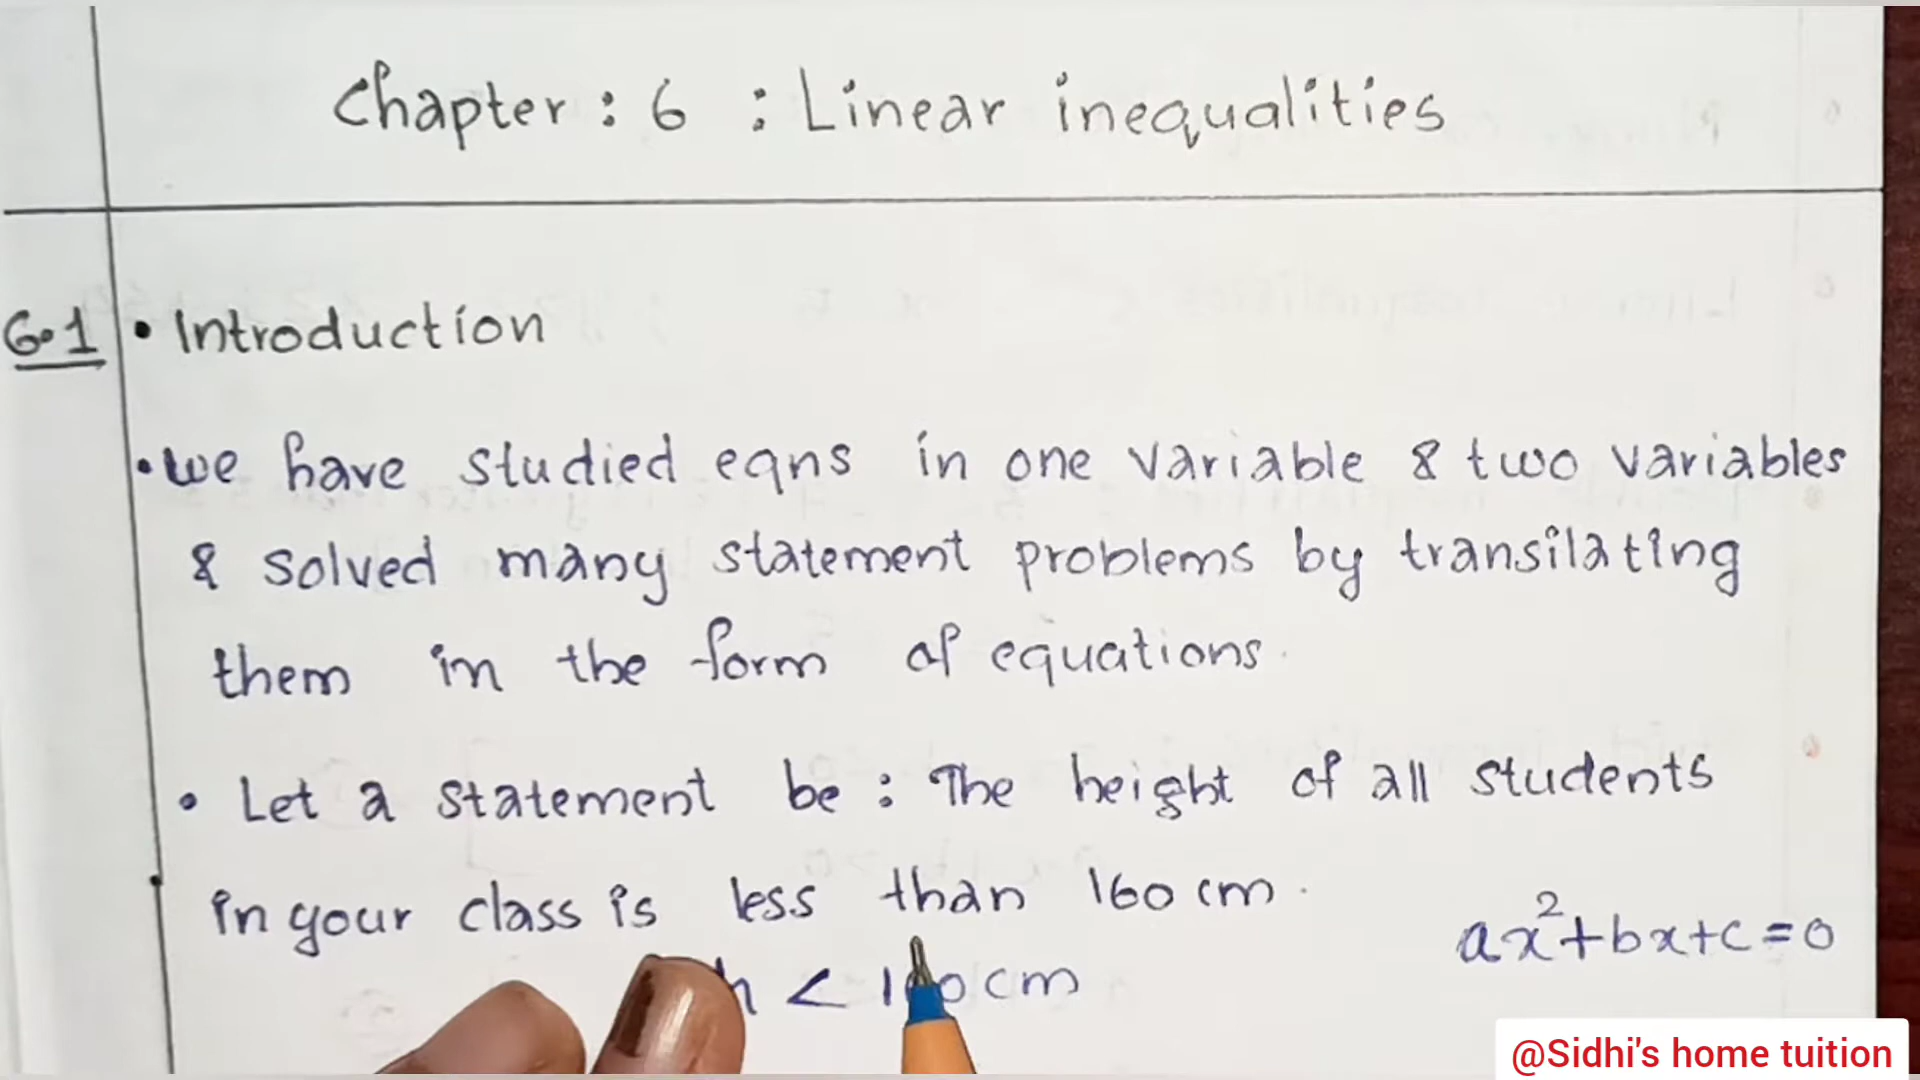 Chapter : 6 : Linear inequalities
6.1 • Introduction
• we have studied eqns in one variable & two variables
& solved many statement problems by transilating
them in the form of equations.
• Let a statement be : The height of all students
in your class is less than 160 cm.
ax²+bx+c=0
h < 160cm
@Sidhi's home tuition